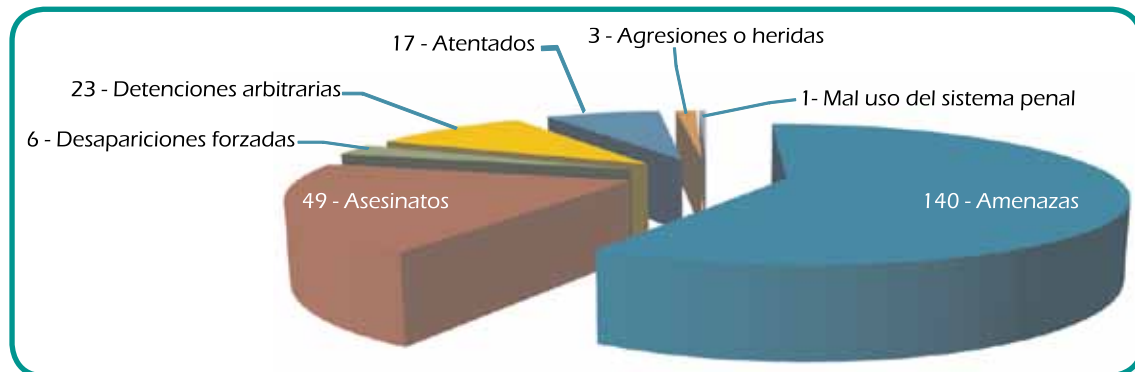 17 - Atentados
3 - Agresiones o heridas
23 - Detenciones arbitrarias
1- Mal uso del sistema penal
6 - Desapariciones forzadas
49 - Asesinatos
140 - Amenazas